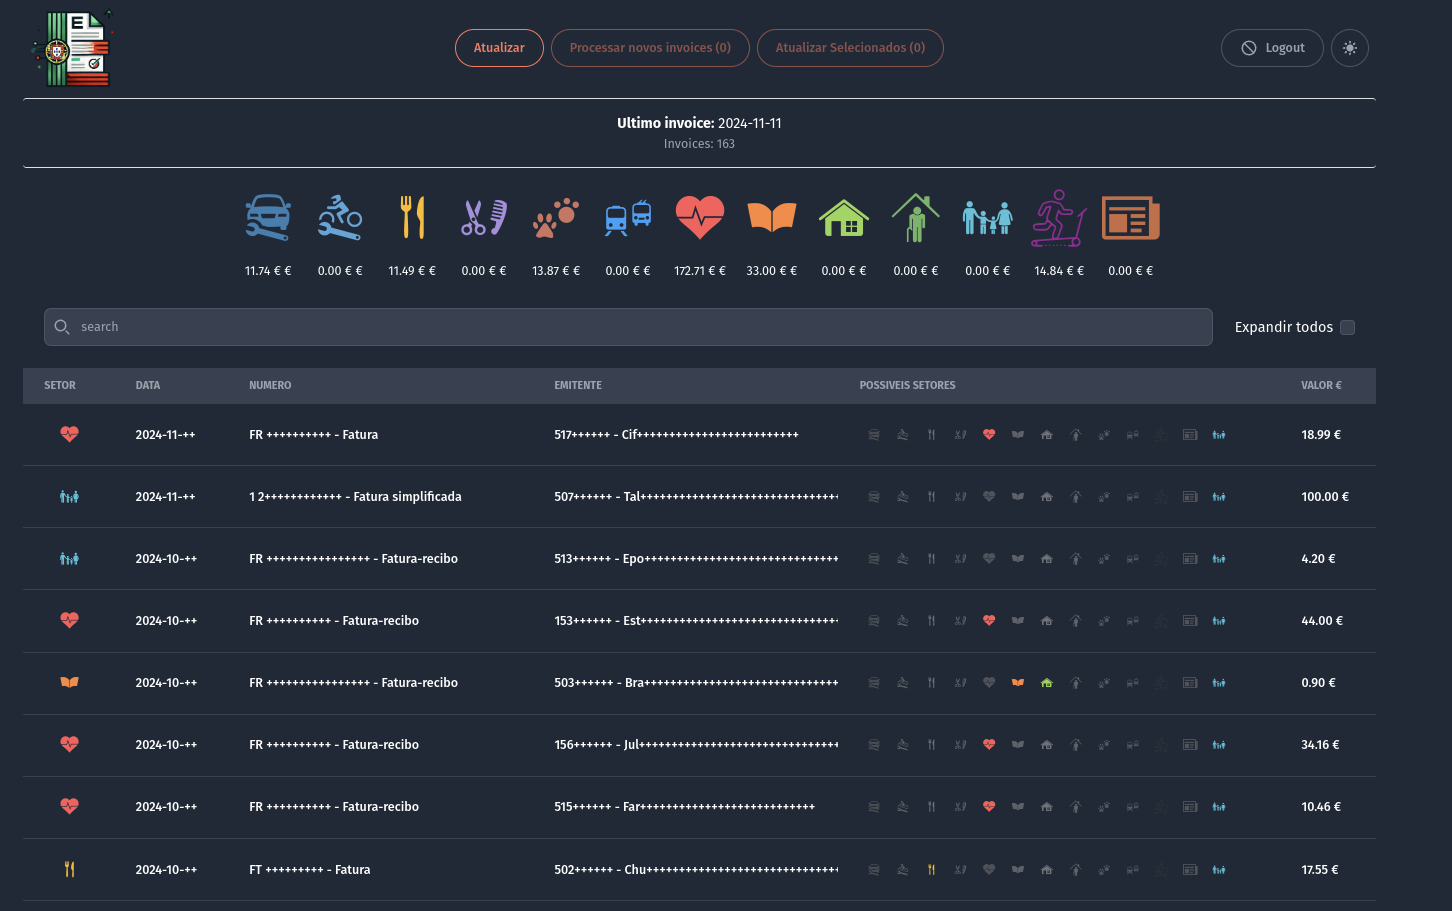 E
Atualizar
Processar novos invoices (0)
Atualizar Selecionados (0)
Logout
Ultimo invoice: 2024-11-11
Invoices: 163
11.74 € € 0.00 € € 11.49 € € 0.00 € € 13.87 € € 0.00 € € 172.71 € € 33.00 € € 0.00 € € 0.00 € € 0.00 € € 14.84 € € 0.00 € €
search
Expandir todos
SETOR DATA NUMERO EMITENTE POSSIVEIS SETORES VALOR €
2024-11-++ FR ++++++++++ - Fatura 517++++++ - Cif+++++++++++++++++++++++++ 18.99 €
2024-11-++ 1 2++++++++++++ - Fatura simplificada 507++++++ - Tal+++++++++++++++++++++++++++++++ 100.00 €
2024-10-++ FR ++++++++++++++++ - Fatura-recibo 513++++++ - Epo++++++++++++++++++++++++++++++ 4.20 €
2024-10-++ FR ++++++++++ - Fatura-recibo 153++++++ - Est+++++++++++++++++++++++++++++++ 44.00 €
2024-10-++ FR ++++++++++++++++ - Fatura-recibo 503++++++ - Bra++++++++++++++++++++++++++++++ 0.90 €
2024-10-++ FR ++++++++++ - Fatura-recibo 156++++++ - Jul+++++++++++++++++++++++++++++++ 34.16 €
2024-10-++ FR ++++++++++ - Fatura-recibo 515++++++ - Far+++++++++++++++++++++++++++ 10.46 €
2024-10-++ FT +++++++++ - Fatura 502++++++ - Chu++++++++++++++++++++++++++++++ 17.55 €